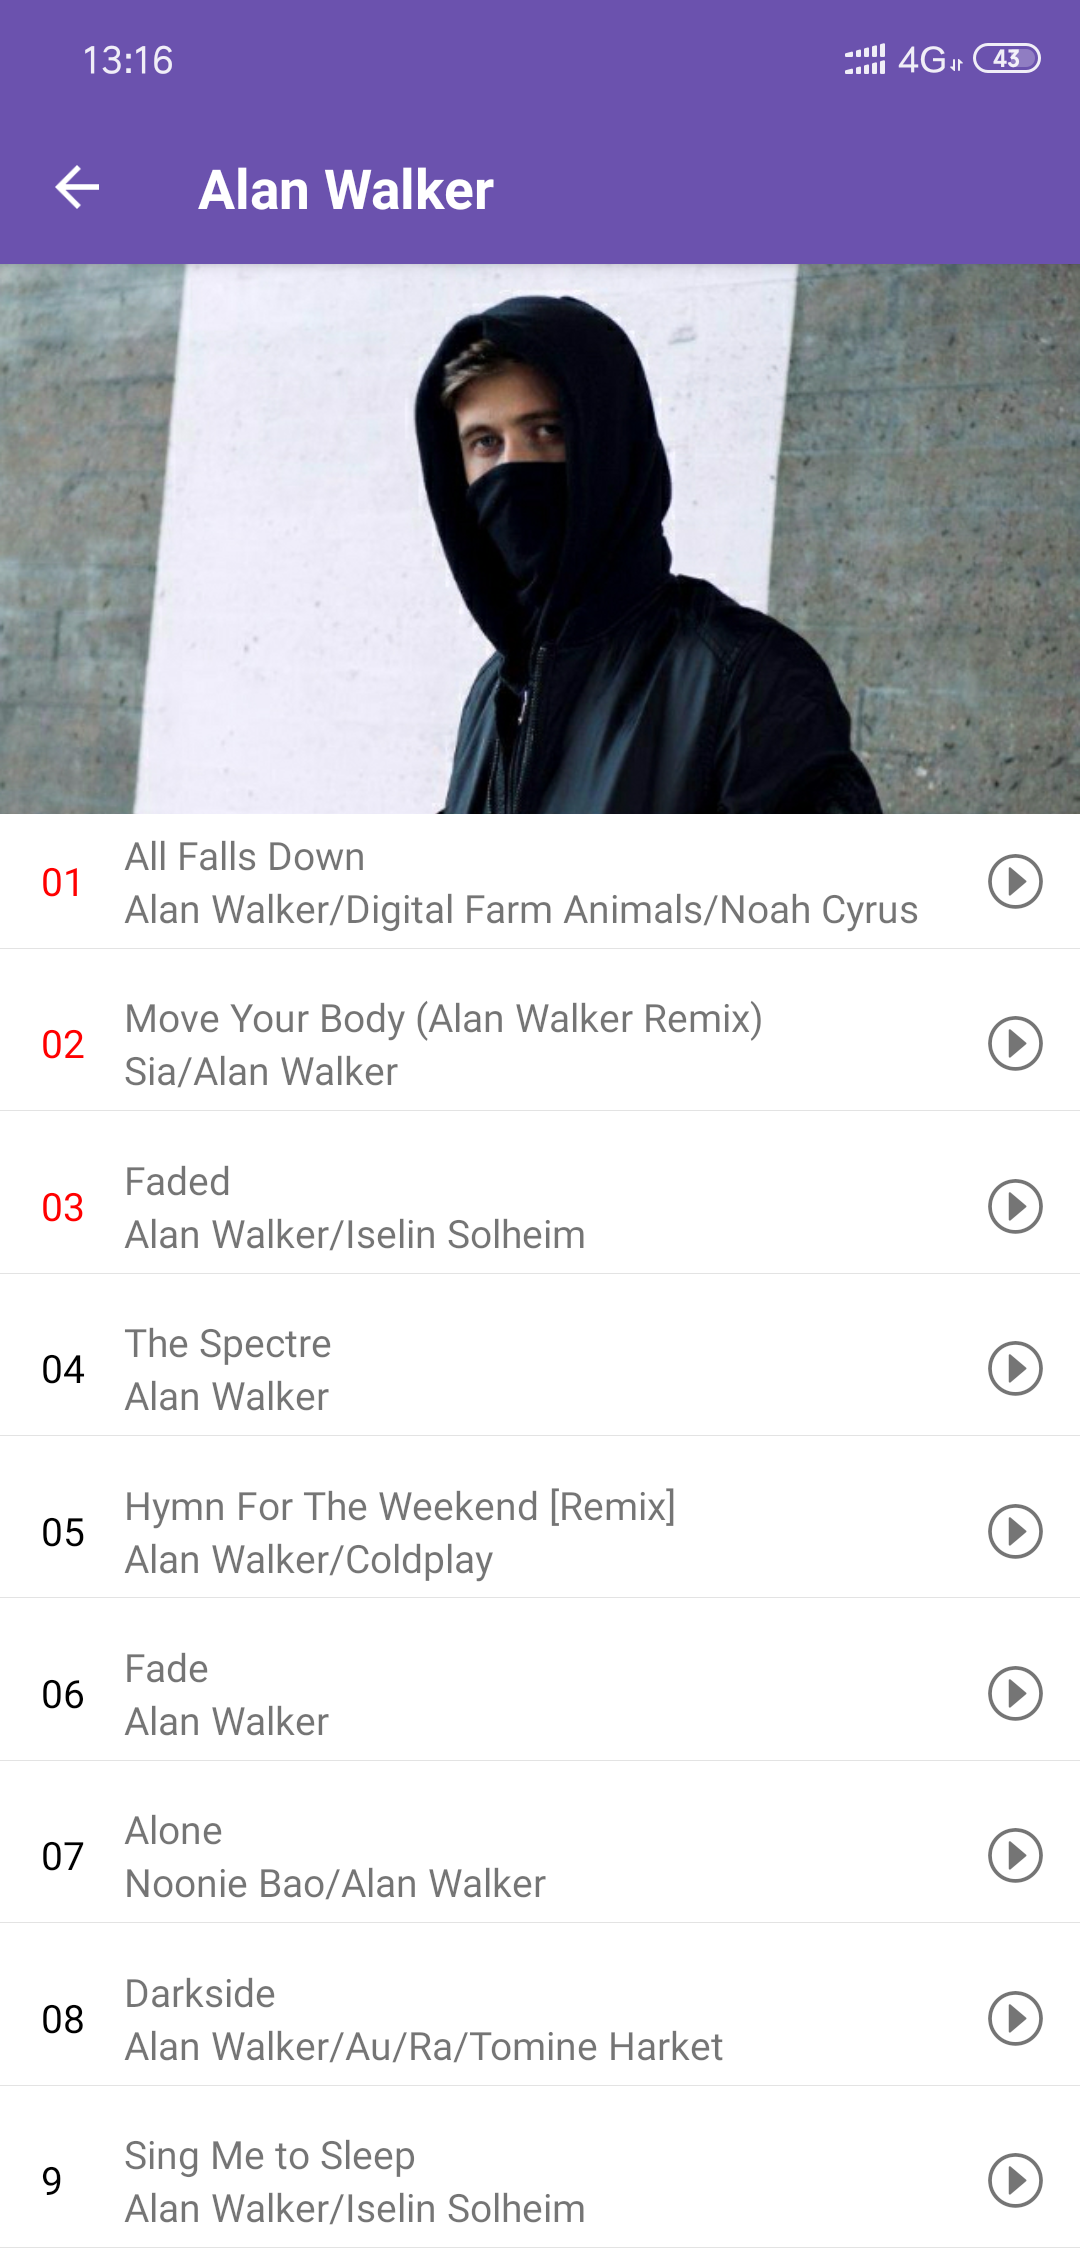 13:16
4G 43
Alan Walker
01
All Falls Down
Alan Walker/Digital Farm Animals/Noah Cyrus
02
Move Your Body (Alan Walker Remix)
Sia/Alan Walker
03
Faded
Alan Walker/Iselin Solheim
04
The Spectre
Alan Walker
05
Hymn For The Weekend [Remix]
Alan Walker/Coldplay
06
Fade
Alan Walker
07
Alone
Noonie Bao/Alan Walker
08
Darkside
Alan Walker/Au/Ra/Tomine Harket
9
Sing Me to Sleep
Alan Walker/Iselin Solheim